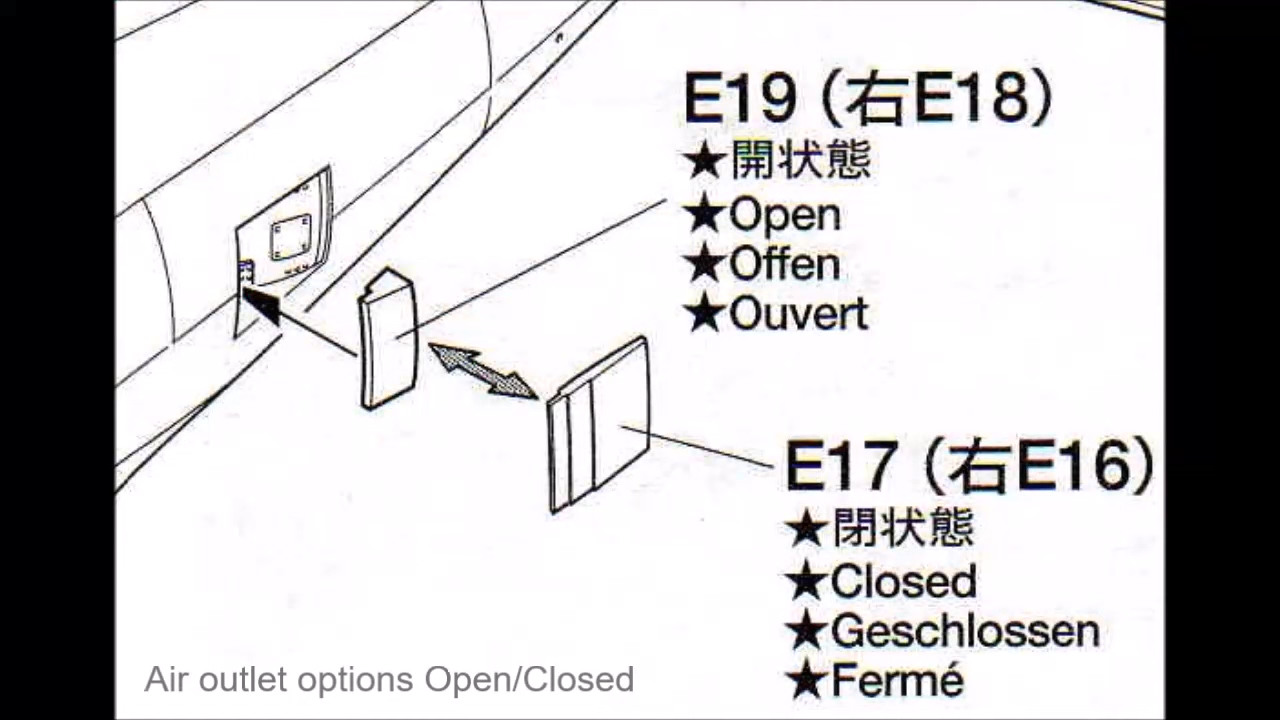 E19（右E18）
★開状態
★Open
★Offen
★Ouvert
E17（右E16）
★閉状態
★Closed
★Geschlossen
★Fermé
Air outlet options Open/Closed